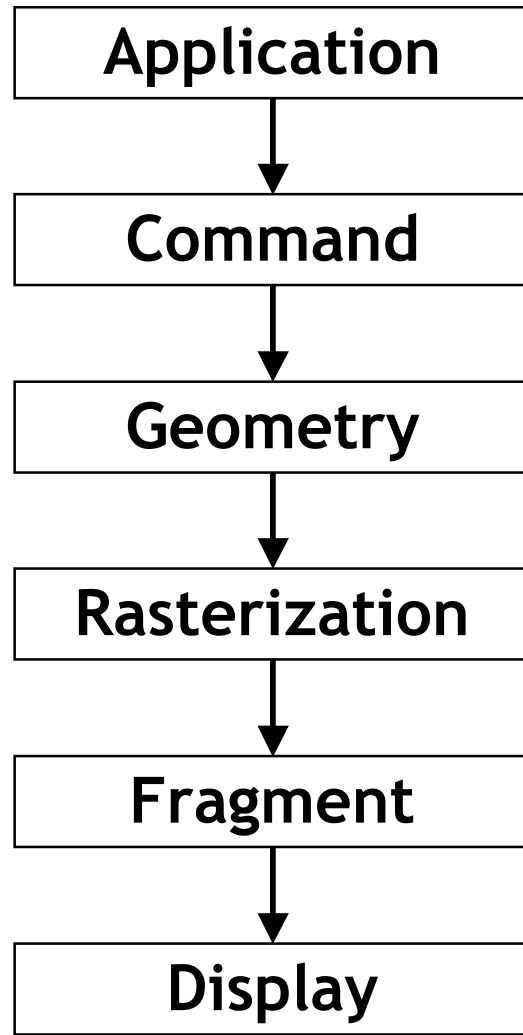 Application
Command
Geometry
Rasterization
Fragment
Display